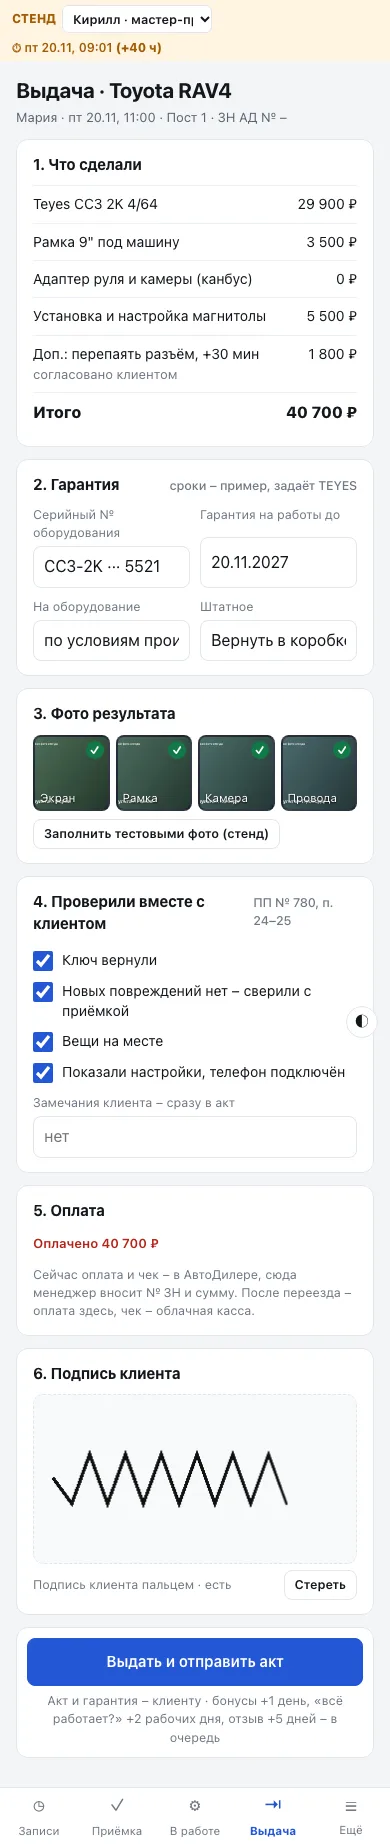 СТЕНД Кирилл · мастер-пр
⏱ пт 20.11, 09:01 (+40 ч)
Выдача · Toyota RAV4
Мария · пт 20.11, 11:00 · Пост 1 · ЗН АД № –
1. Что сделали
Teyes CC3 2K 4/64 29 900 ₽
Рамка 9" под машину 3 500 ₽
Адаптер руля и камеры (канбус) 0 ₽
Установка и настройка магнитолы 5 500 ₽
Доп.: перепаять разъём, +30 мин 1 800 ₽
согласовано клиентом
Итого 40 700 ₽
2. Гарантия сроки – пример, задаёт TEYES
Серийный №
оборудования
Гарантия на работы до
CC3-2K ··· 5521 20.11.2027
На оборудование Штатное
по условиям прои Вернуть в коробке
3. Фото результата
Экран Рамка Камера Провода
Заполнить тестовыми фото (стенд)
4. Проверили вместе с
клиентом
ПП № 780, п.
24–25
Ключ вернули
Новых повреждений нет – сверили с
приёмкой
Вещи на месте
Показали настройки, телефон подключён
Замечания клиента – сразу в акт
нет
5. Оплата
Оплачено 40 700 ₽
Сейчас оплата и чек – в АвтоДилере, сюда
менеджер вносит № ЗН и сумму. После переезда –
оплата здесь, чек – облачная касса.
6. Подпись клиента
Подпись клиента пальцем · есть Стереть
Выдать и отправить акт
Акт и гарантия – клиенту · бонусы +1 день, «всё
работает?» +2 рабочих дня, отзыв +5 дней – в
очередь
Записи Приёмка В работе Выдача Ещё